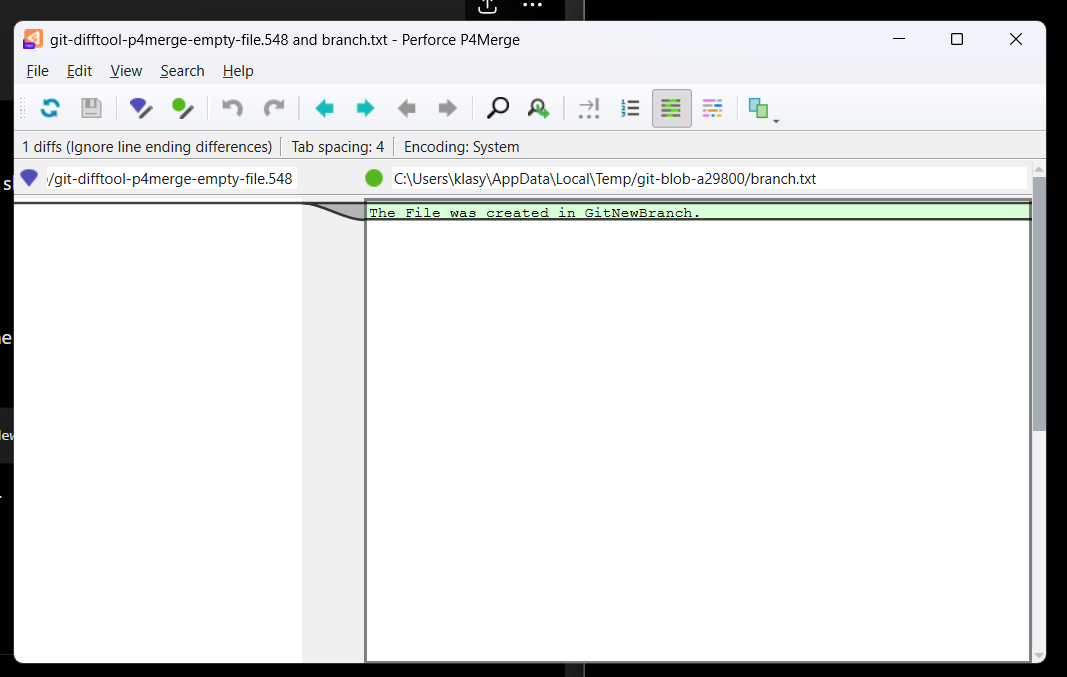 git-difftool-p4merge-empty-file.548 and branch.txt - Perforce P4Merge
File Edit View Search Help
1 diffs (Ignore line ending differences) Tab spacing: 4 Encoding: System
/git-difftool-p4merge-empty-file.548 C:\Users\klasy\AppData\Local\Temp/git-blob-a29800/branch.txt
The File was created in GitNewBranch.